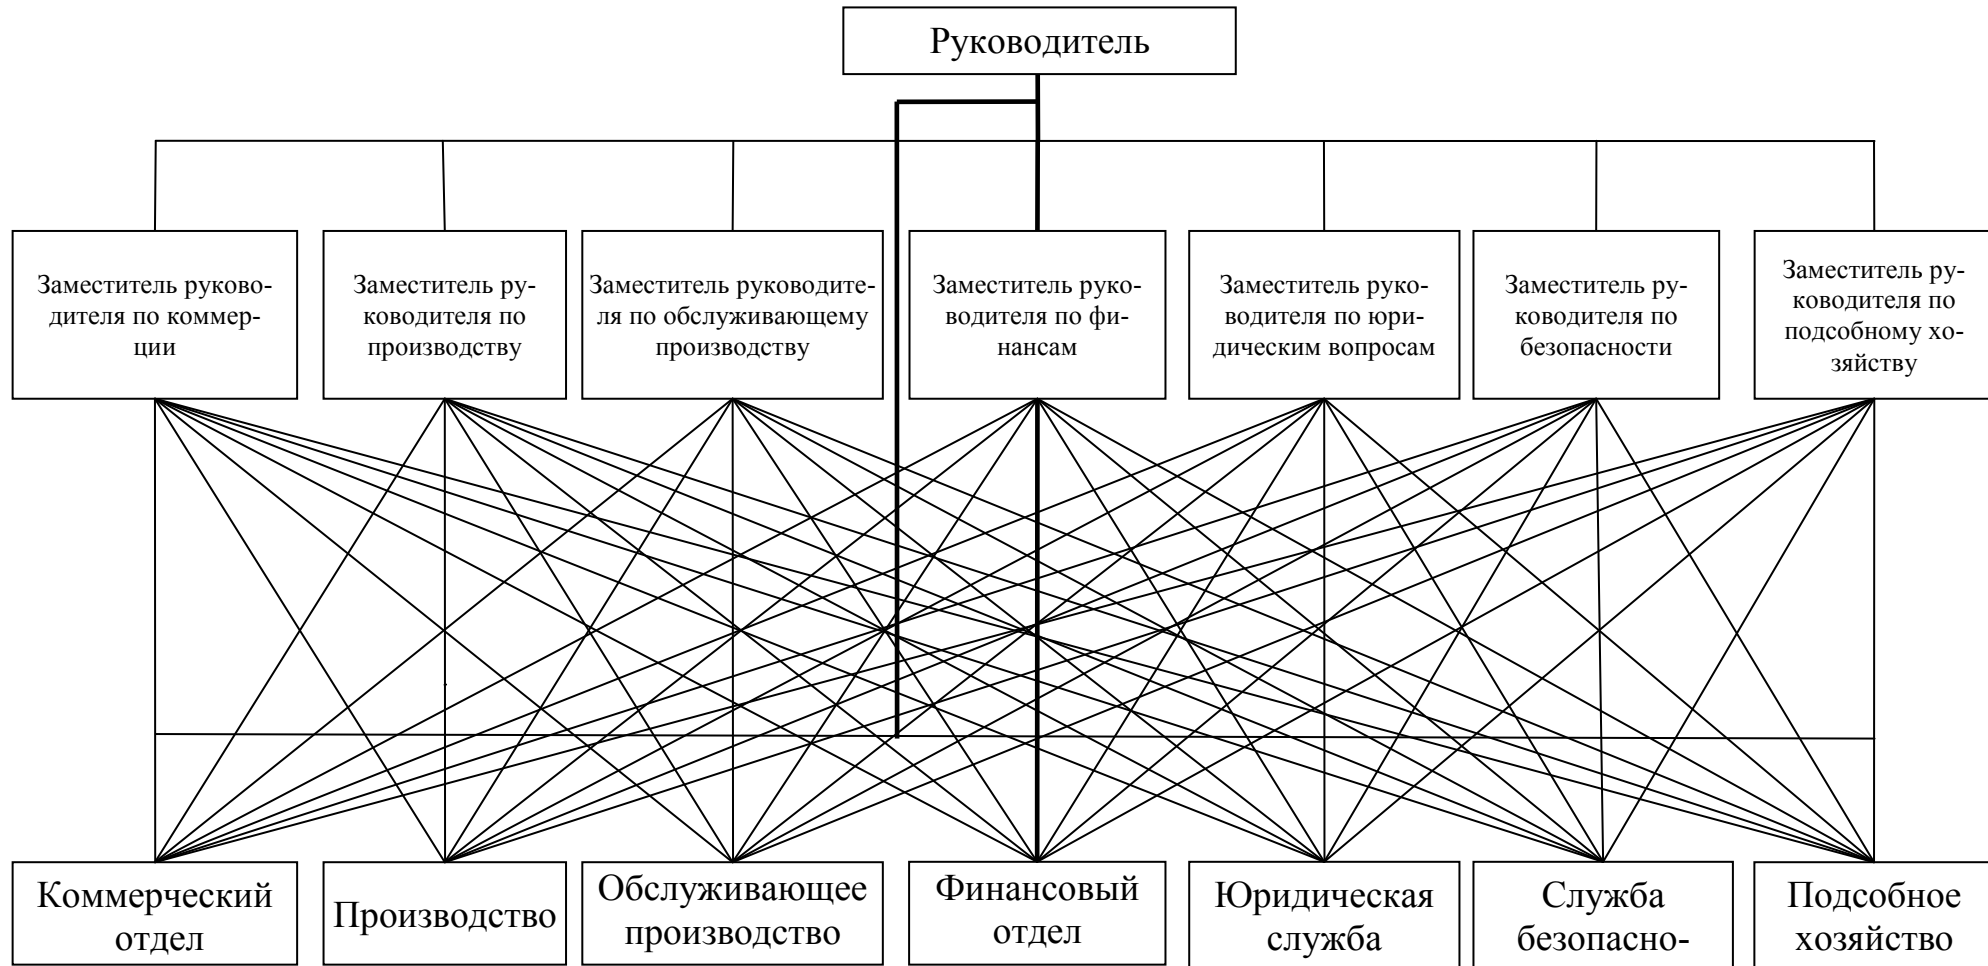 Руководитель
Заместитель руково-
дителя по коммер-
ции
Заместитель ру-
ководителя по
производству
Заместитель руководите-
ля по обслуживающему
производству
Заместитель руко-
водителя по фи-
нансам
Заместитель руко-
водителя по юри-
дическим вопросам
Заместитель ру-
ководителя по
безопасности
Заместитель ру-
ководителя по
подсобному хо-
зяйству
Коммерческий
отдел
Производство
Обслуживающее
производство
Финансовый
отдел
Юридическая
служба
Служба
безопасно-
Подсобное
хозяйство